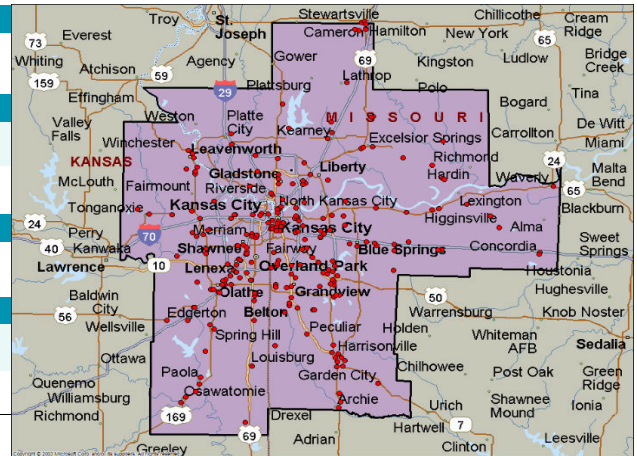 Stewartsville
Chillicothe
Troy
St.
Joseph
Cream
Ridge
73
Everest
Cameron
Hamilton
New York
65
Whiting
Agency
Gower
69
Kingston
Ludlow
Bridge
Creek
159
Atchison
59
Lathrop
Effingham
29
Plattsburg
Polo
Tina
Bogard
Weston
Platte
City
MISSOURI
De Witt
Valley
Falls
Kearney
Excelsior Springs
Carrollton
Miami
Winchester
Leavenworth
Richmond
24
KANSAS
Gladstone
Liberty
Hardin
Malta
Bend
McLouth
Fairmount
Riverside
Waverly
65
Tonganoxie
Kansas City
North Kansas City
Lexington
Blackburn
24
Higginsville
Perry
70
Merriam
Kansas City
Alma
40
Kanwaka
Shawnee
Fairway
Blue Springs
Concordia
Sweet
Springs
Lawrence
10
Lenexa
Overland Park
Houstonia
Baldwin
City
Olathe
Grandview
50
Hughesville
56
Edgerton
Belton
Warrensburg
Knob Noster
Wellsville
Spring Hill
Peculiar
Holden
Whiteman
AFB
Sedalia
Ottawa
Louisburg
Harrisonville
Chilhowee
Post Oak
Green
Ridge
Quenemo
Paola
Garden City
Williamsburg
Osawatomie
Archie
Urich
Shawnee
Mound
Ionia
Richmond
169
Drexel
Hartwell
7
Greeley
69
Adrian
Clinton
Leesville